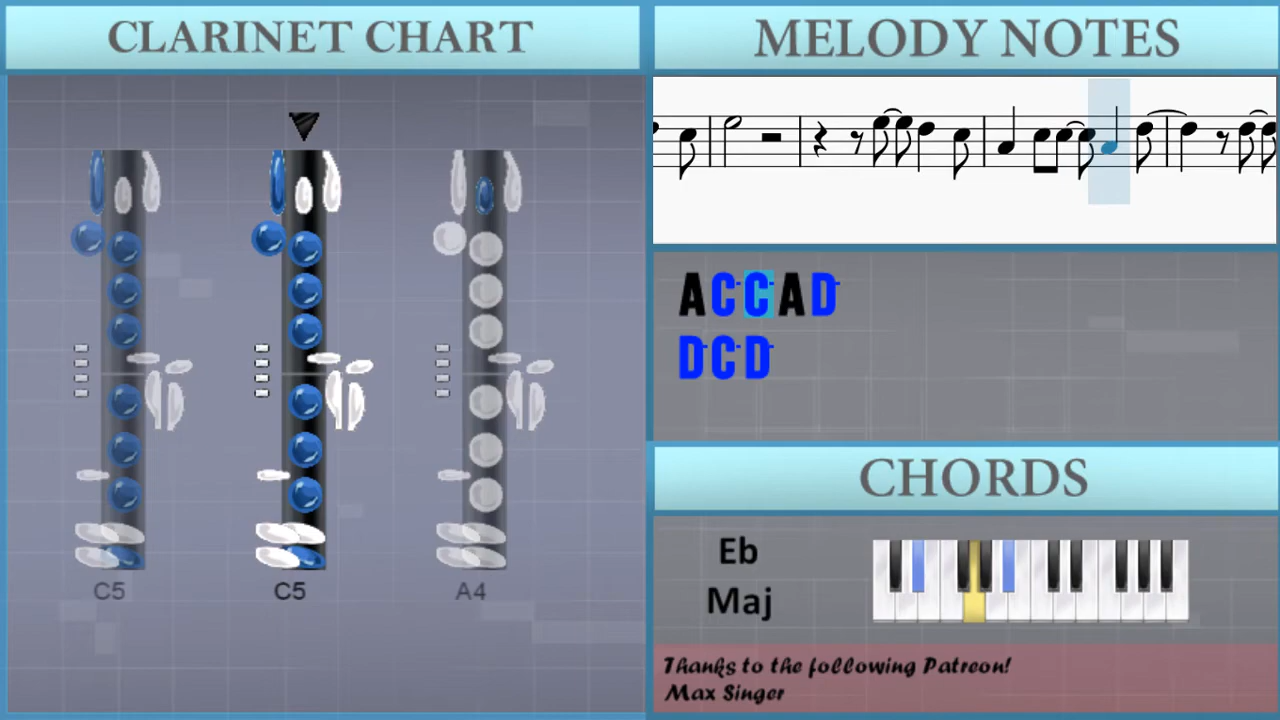 CLARINET CHART
C5
C5
A4
MELODY NOTES
ACCAD
DCD
CHORDS
Eb
Maj
Thanks to the following Patreon!
Max Singer